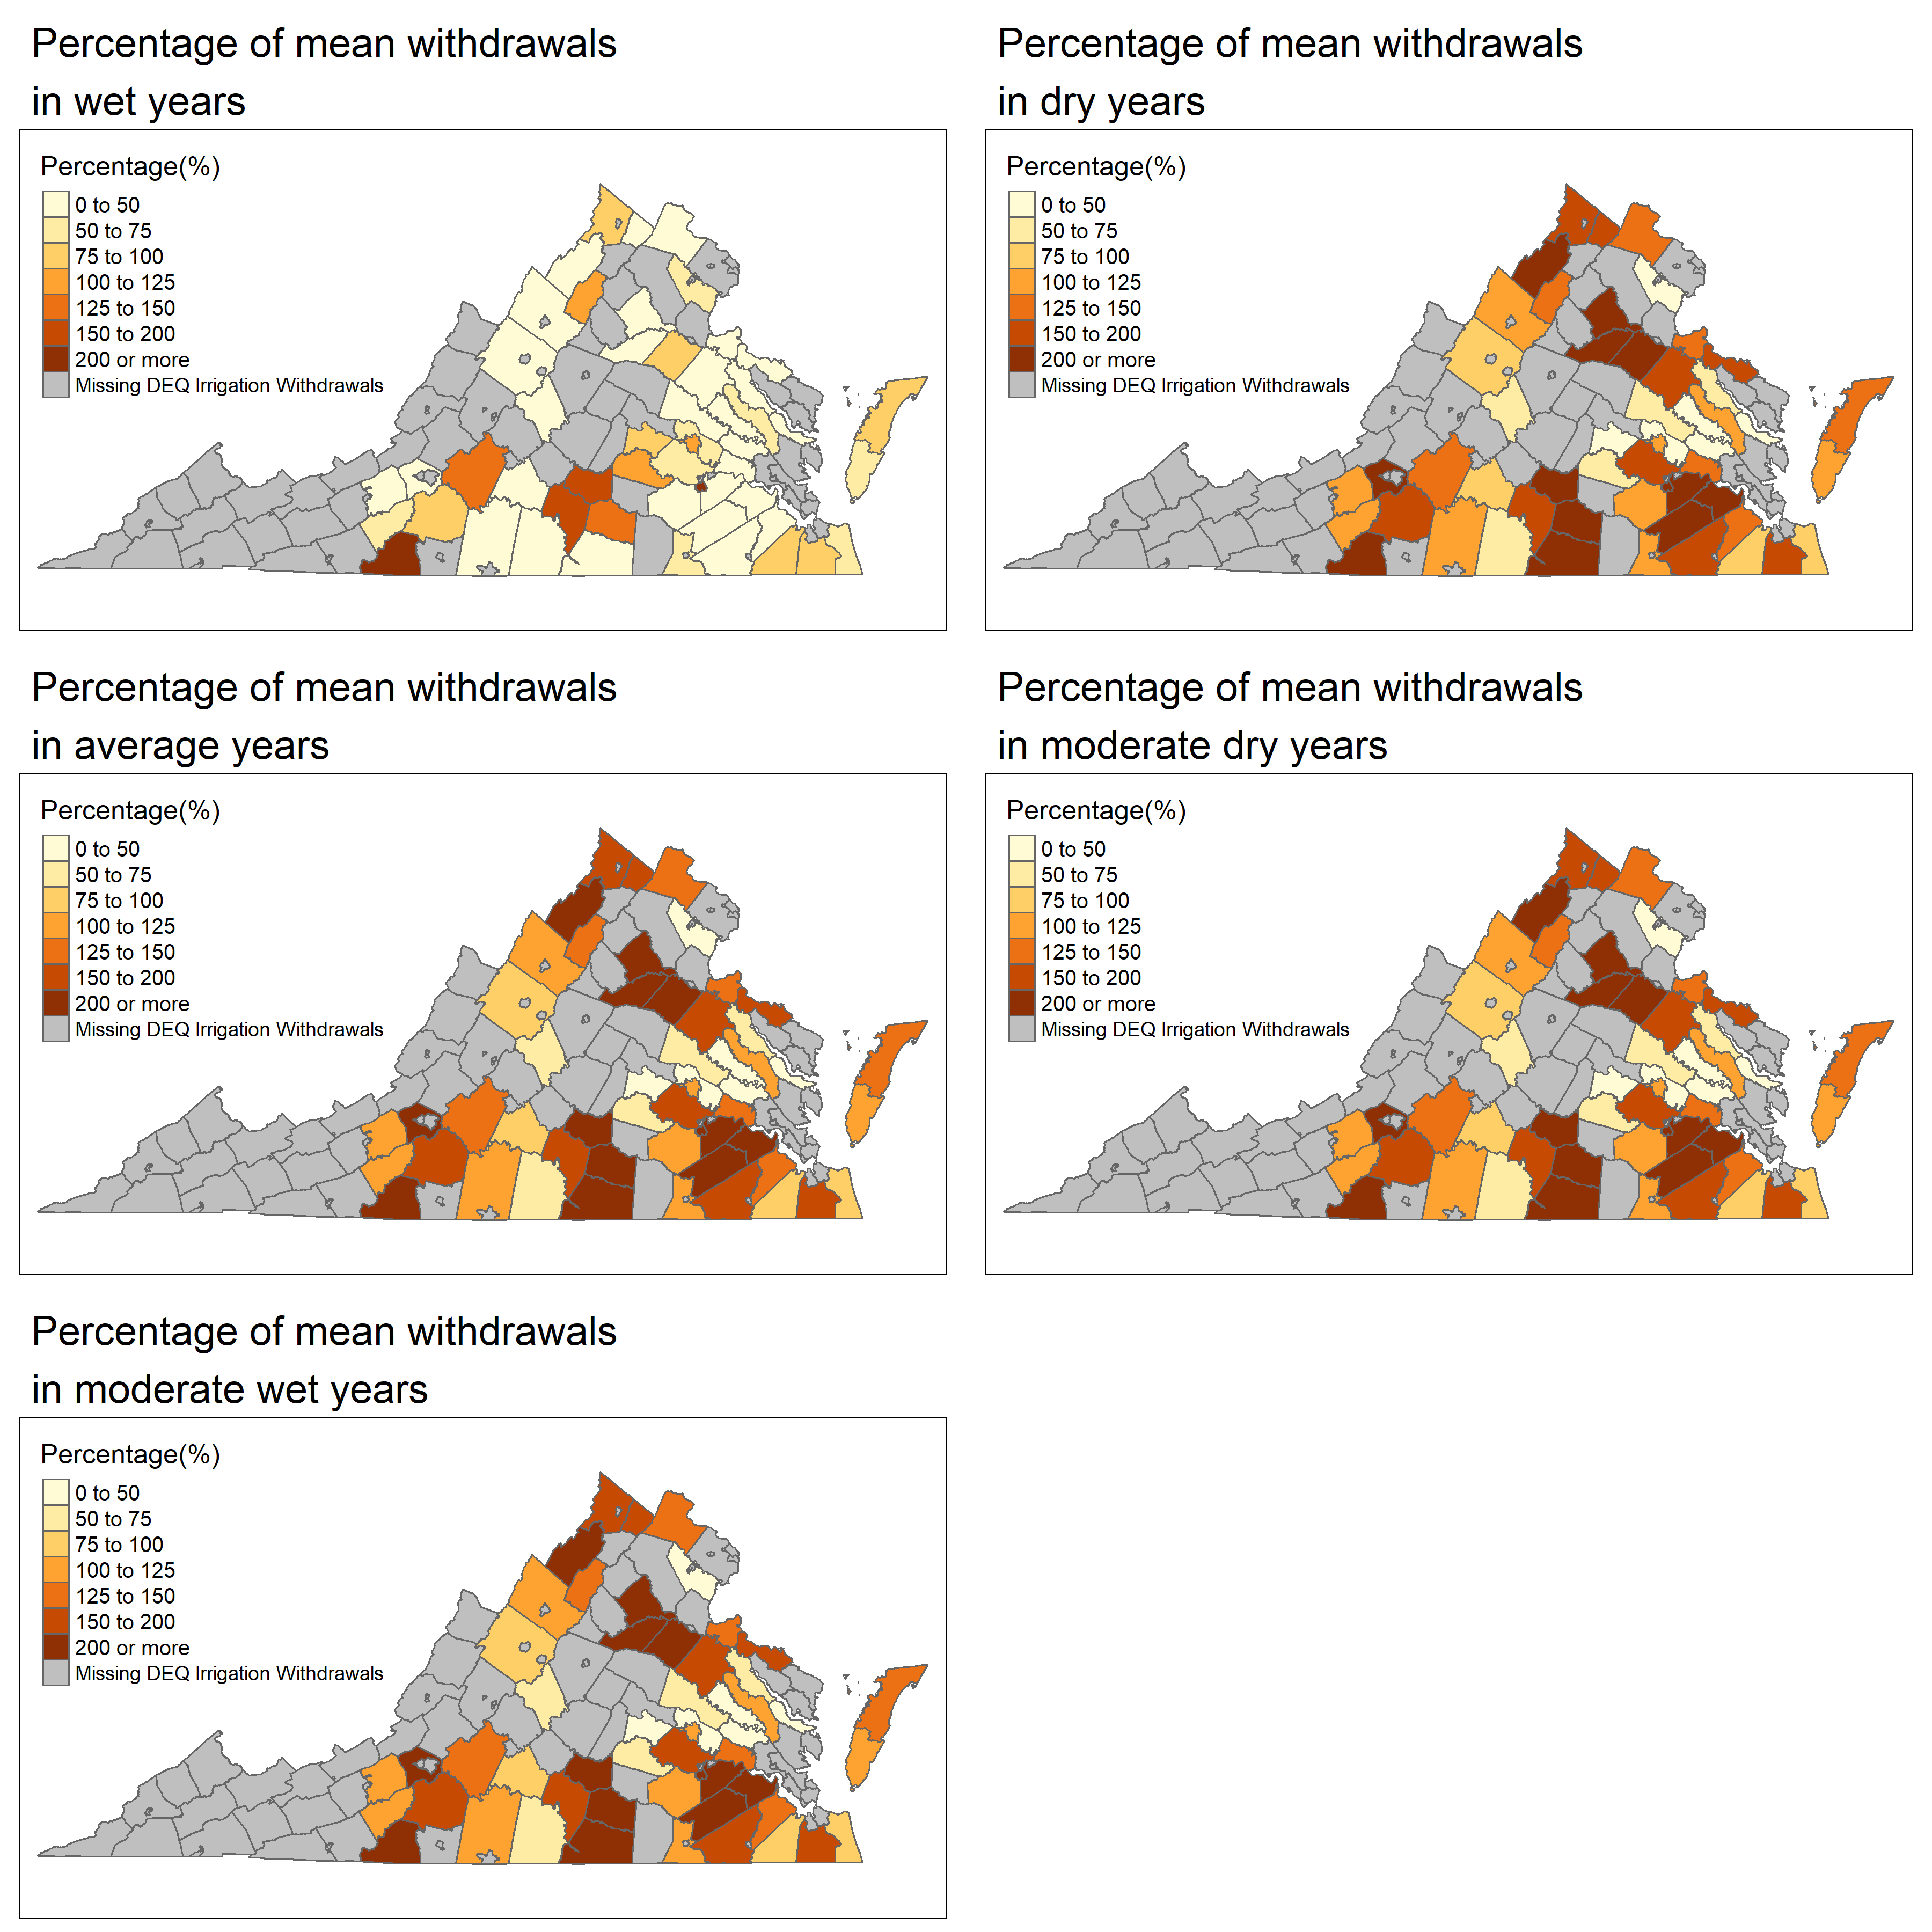 Percentage of mean withdrawals
in wet years
Percentage(%)
0 to 50
50 to 75
75 to 100
100 to 125
125 to 150
150 to 200
200 or more
Missing DEQ Irrigation Withdrawals
Percentage of mean withdrawals
in dry years
Percentage(%)
0 to 50
50 to 75
75 to 100
100 to 125
125 to 150
150 to 200
200 or more
Missing DEQ Irrigation Withdrawals
Percentage of mean withdrawals
in average years
Percentage(%)
0 to 50
50 to 75
75 to 100
100 to 125
125 to 150
150 to 200
200 or more
Missing DEQ Irrigation Withdrawals
Percentage of mean withdrawals
in moderate dry years
Percentage(%)
0 to 50
50 to 75
75 to 100
100 to 125
125 to 150
150 to 200
200 or more
Missing DEQ Irrigation Withdrawals
Percentage of mean withdrawals
in moderate wet years
Percentage(%)
0 to 50
50 to 75
75 to 100
100 to 125
125 to 150
150 to 200
200 or more
Missing DEQ Irrigation Withdrawals